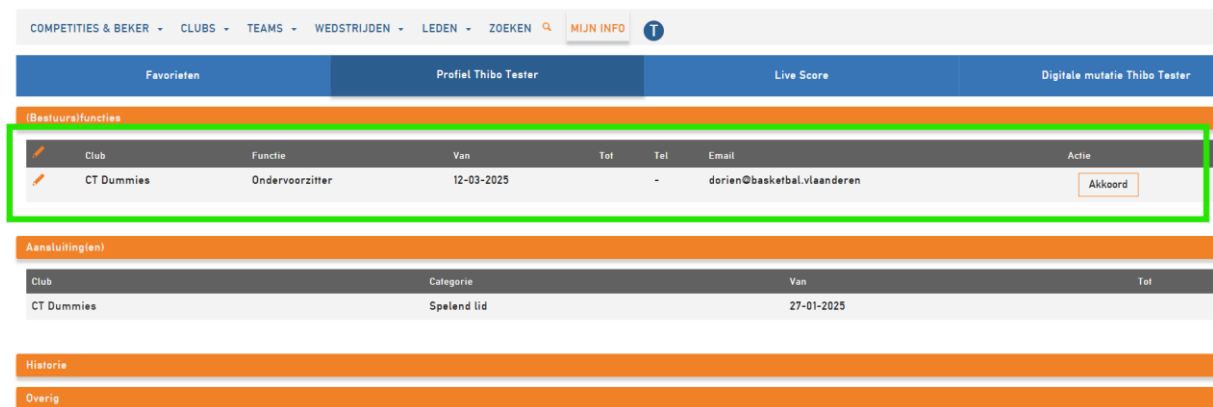 COMPETITIES & BEKER CLUBS TEAMS WEDSTRIJDEN LEDEN ZOEKEN MIJN INFO T
Favorieten Profiel Thibo Tester Live Score Digitale mutatie Thibo Tester
(Bestuurs)functies
Club Functie Van Tot Tel Email Actie
CT Dummies Ondervoorzitter 12-03-2025 - dorien@basketbal.vlaanderen Akkoord
Aansluiting(en)
Club Categorie Van Tot
CT Dummies Spelend lid 27-01-2025
Historie
Overig